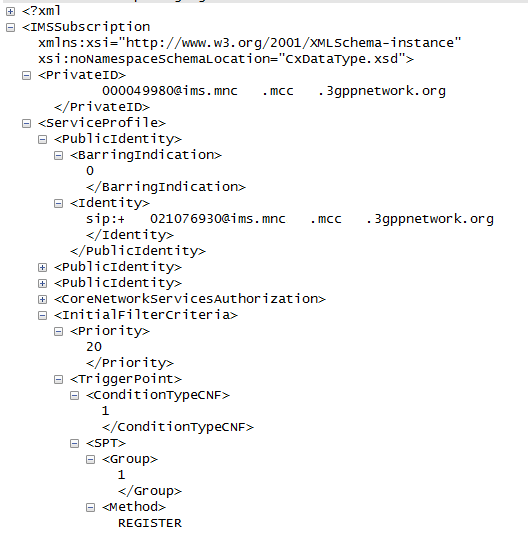 <?xml
<IMSSubscription
xmlns:xsi="http://www.w3.org/2001/XMLSchema-instance"
xsi:noNamespaceSchemaLocation="CxDataType.xsd">
<PrivateID>
000049980@ims.mnc .mcc .3gppnetwork.org
</PrivateID>
<ServiceProfile>
<PublicIdentity>
<BarringIndication>
0
</BarringIndication>
<Identity>
sip:+ 021076930@ims.mnc .mcc .3gppnetwork.org
</Identity>
</PublicIdentity>
<PublicIdentity>
<PublicIdentity>
<CoreNetworkServicesAuthorization>
<InitialFilterCriteria>
<Priority>
20
</Priority>
<TriggerPoint>
<ConditionTypeCNF>
1
</ConditionTypeCNF>
<SPT>
<Group>
1
</Group>
<Method>
REGISTER